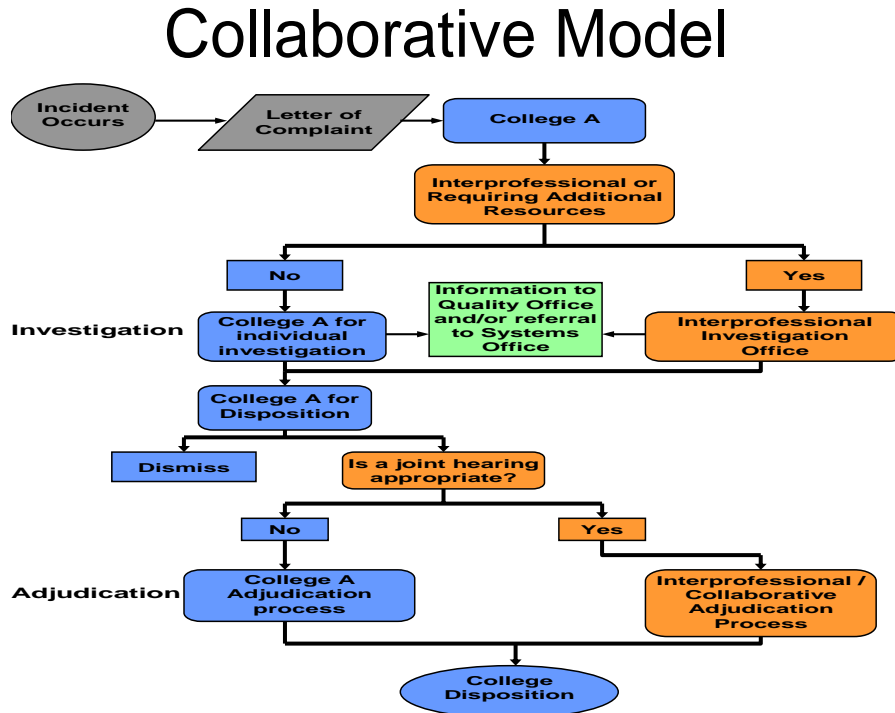 Collaborative Model
Incident
Occurs
Letter of
Complaint
College A
Interprofessional or
Requiring Additional
Resources
No
Yes
Investigation
College A for
individual
investigation
Information to
Quality Office
and/or referral
to Systems
Office
Interprofessional
Investigation
Office
College A for
Disposition
Dismiss
Is a joint hearing
appropriate?
No
Yes
Adjudication
College A
Adjudication
process
Interprofessional /
Collaborative
Adjudication
Process
College
Disposition